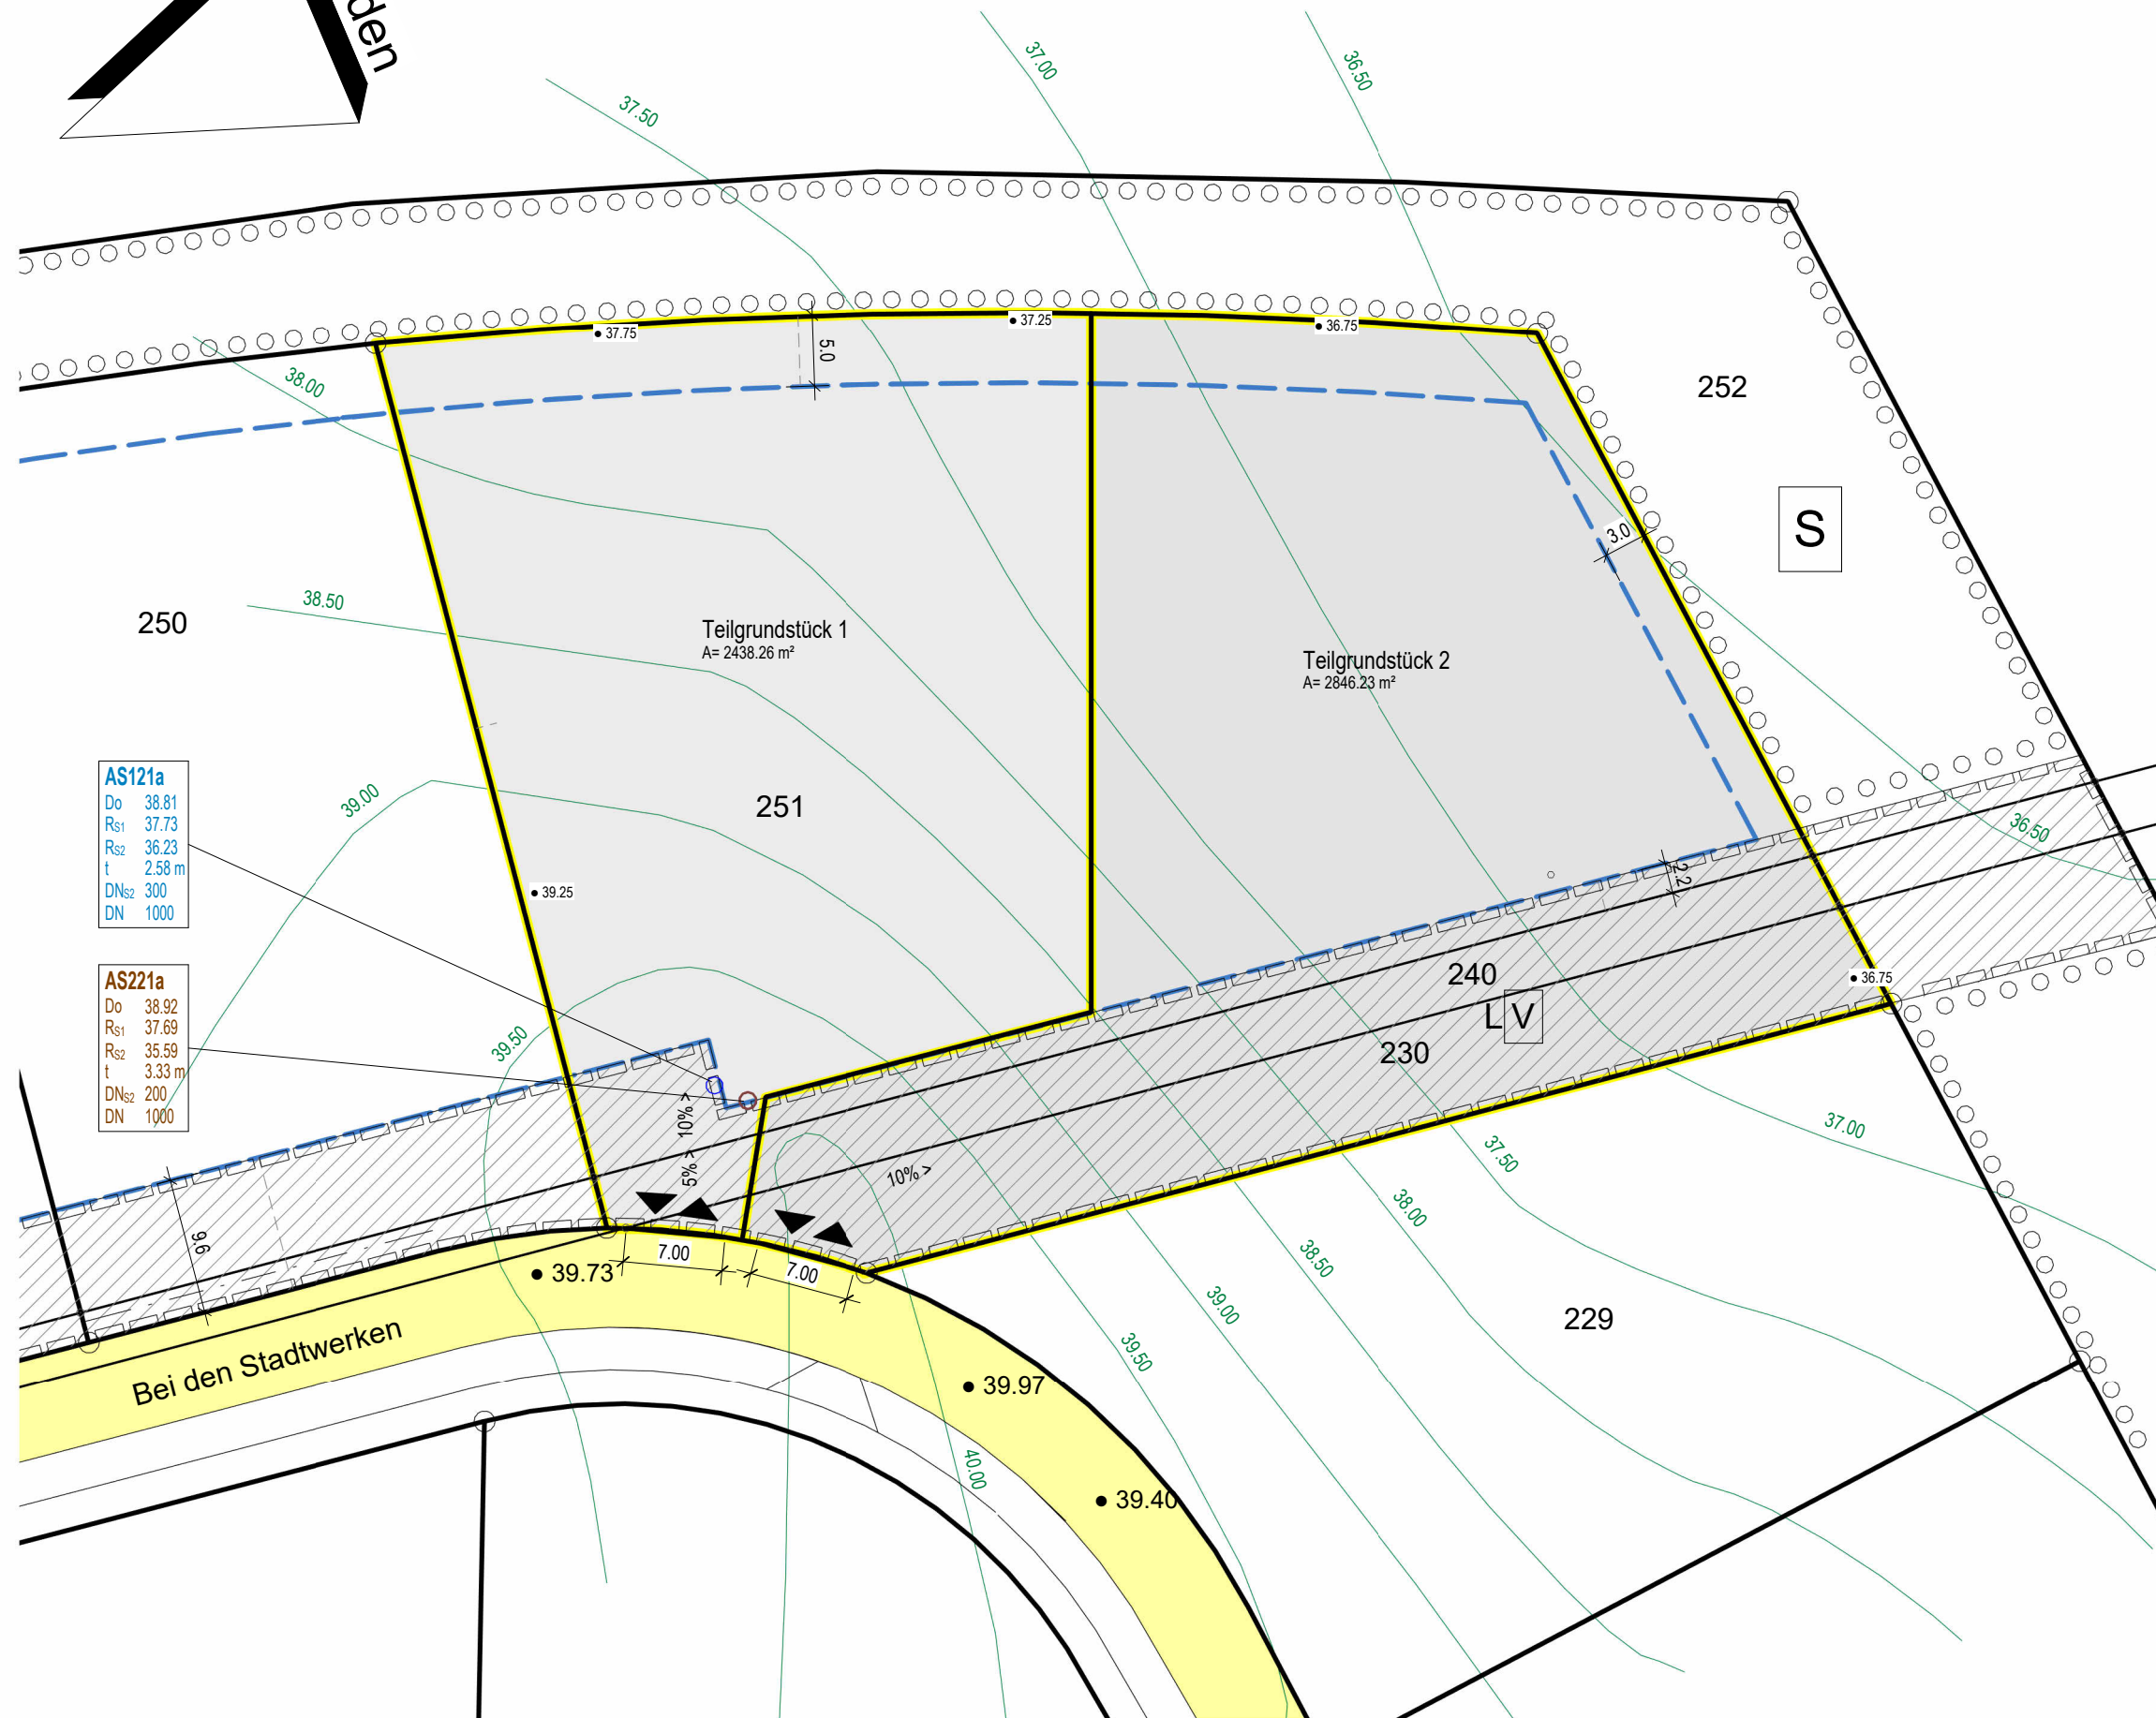 den
37.50
37.00
36.50
37.75
37.25
36.75
5.0
38.00
252
S
3.0
38.50
250
Teilgrundstück 1
A= 2438.26 m²
Teilgrundstück 2
A= 2846.23 m²
251
39.00
AS121a
Do 38.81
RS1 37.73
RS2 36.23
t 2.58 m
DNS2 300
DN 1000
39.25
36.50
2.2
AS221a
Do 38.92
RS1 37.69
RS2 35.59
t 3.33 m
DNS2 200
DN 1000
39.50
240
36.75
L V
230
5% > 10% >
10% >
9.6
37.00
37.50
38.00
38.50
39.00
39.50
40.00
7.00
7.00
39.73
229
Bei den Stadtwerken
39.97
39.40